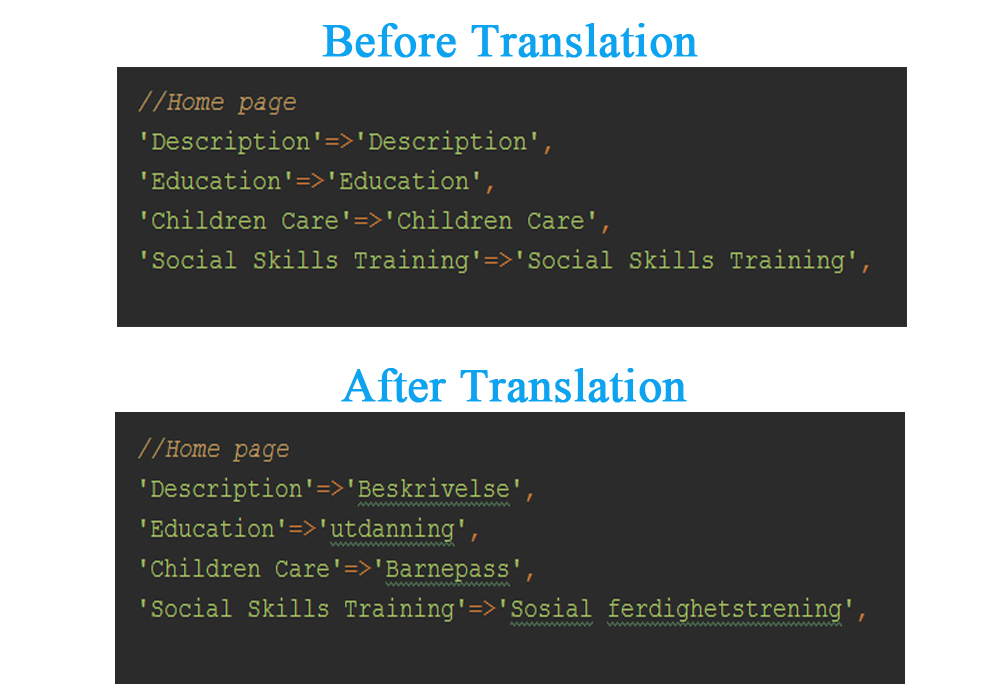 Before Translation
//Home page
'Description'=>'Description',
'Education'=>'Education',
'Children Care'=>'Children Care',
'Social Skills Training'=>'Social Skills Training',
After Translation
//Home page
'Description'=>'Beskrivelse',
'Education'=>'utdanning',
'Children Care'=>'Barnepass',
'Social Skills Training'=>'Sosial ferdighetstrening',